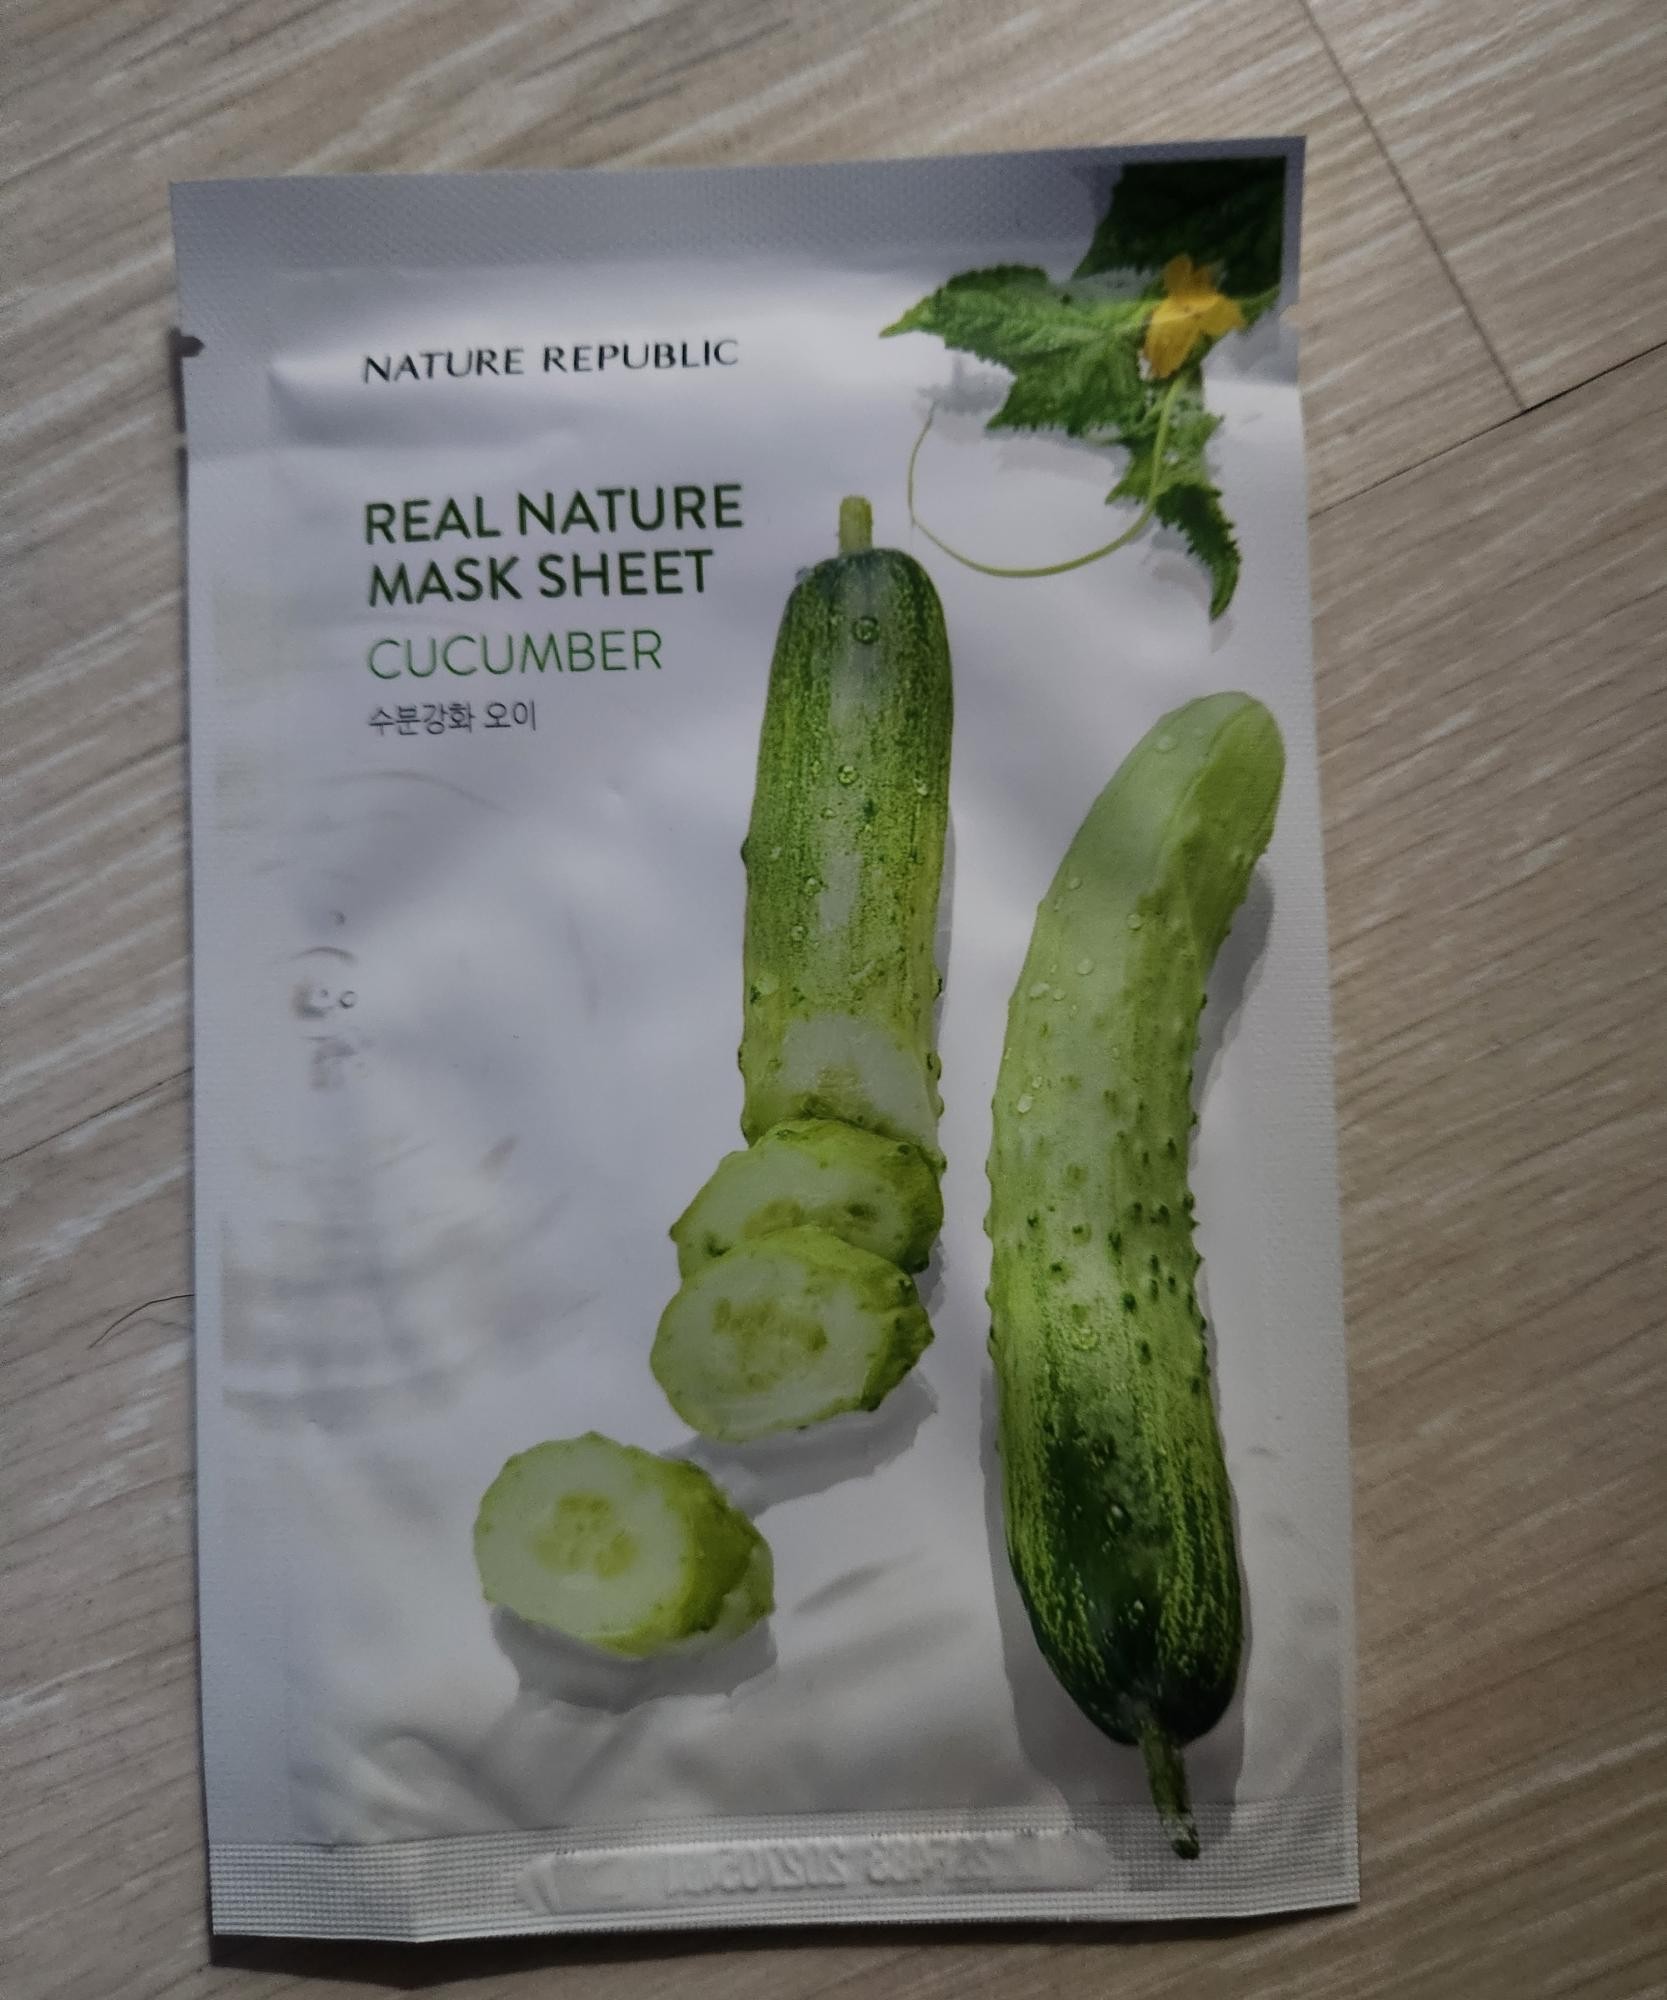 NATURE REPUBLIC
REAL NATURE
MASK SHEET
CUCUMBER
수분강화 오이